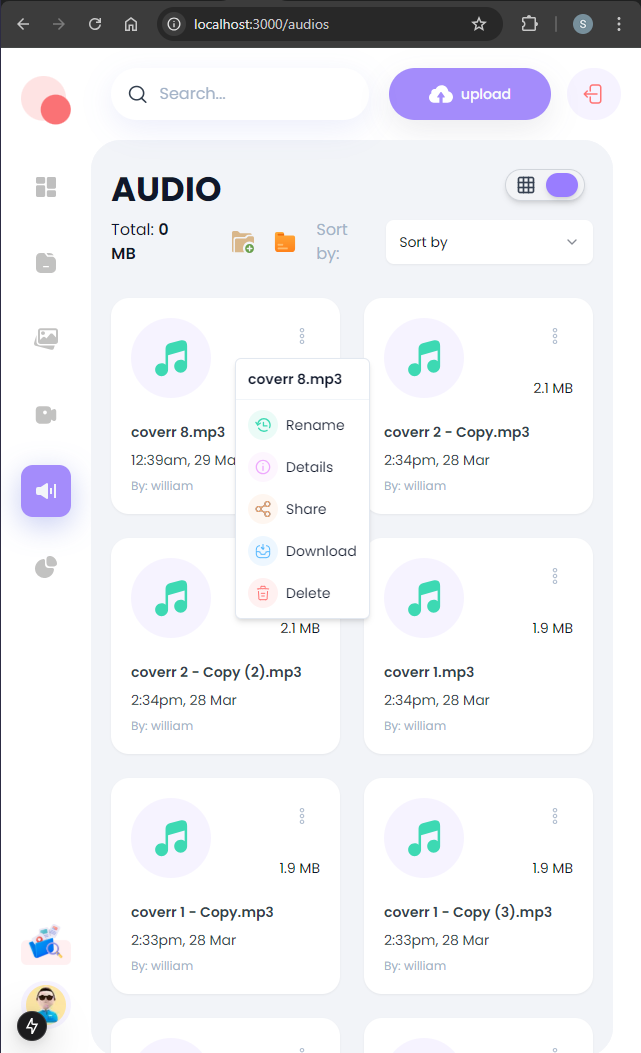 localhost:3000/audios
S
Search...
upload
AUDIO
Total: 0
MB
Sort
by:
Sort by
coverr 8.mp3
12:39am, 29 Ma
By: william
coverr 8.mp3
Rename
Details
Share
Download
Delete
2.1 MB
coverr 2 - Copy.mp3
2:34pm, 28 Mar
By: william
2.1 MB
coverr 2 - Copy (2).mp3
2:34pm, 28 Mar
By: william
1.9 MB
coverr 1.mp3
2:34pm, 28 Mar
By: william
1.9 MB
coverr 1 - Copy.mp3
2:33pm, 28 Mar
By: william
1.9 MB
coverr 1 - Copy (3).mp3
2:33pm, 28 Mar
By: william